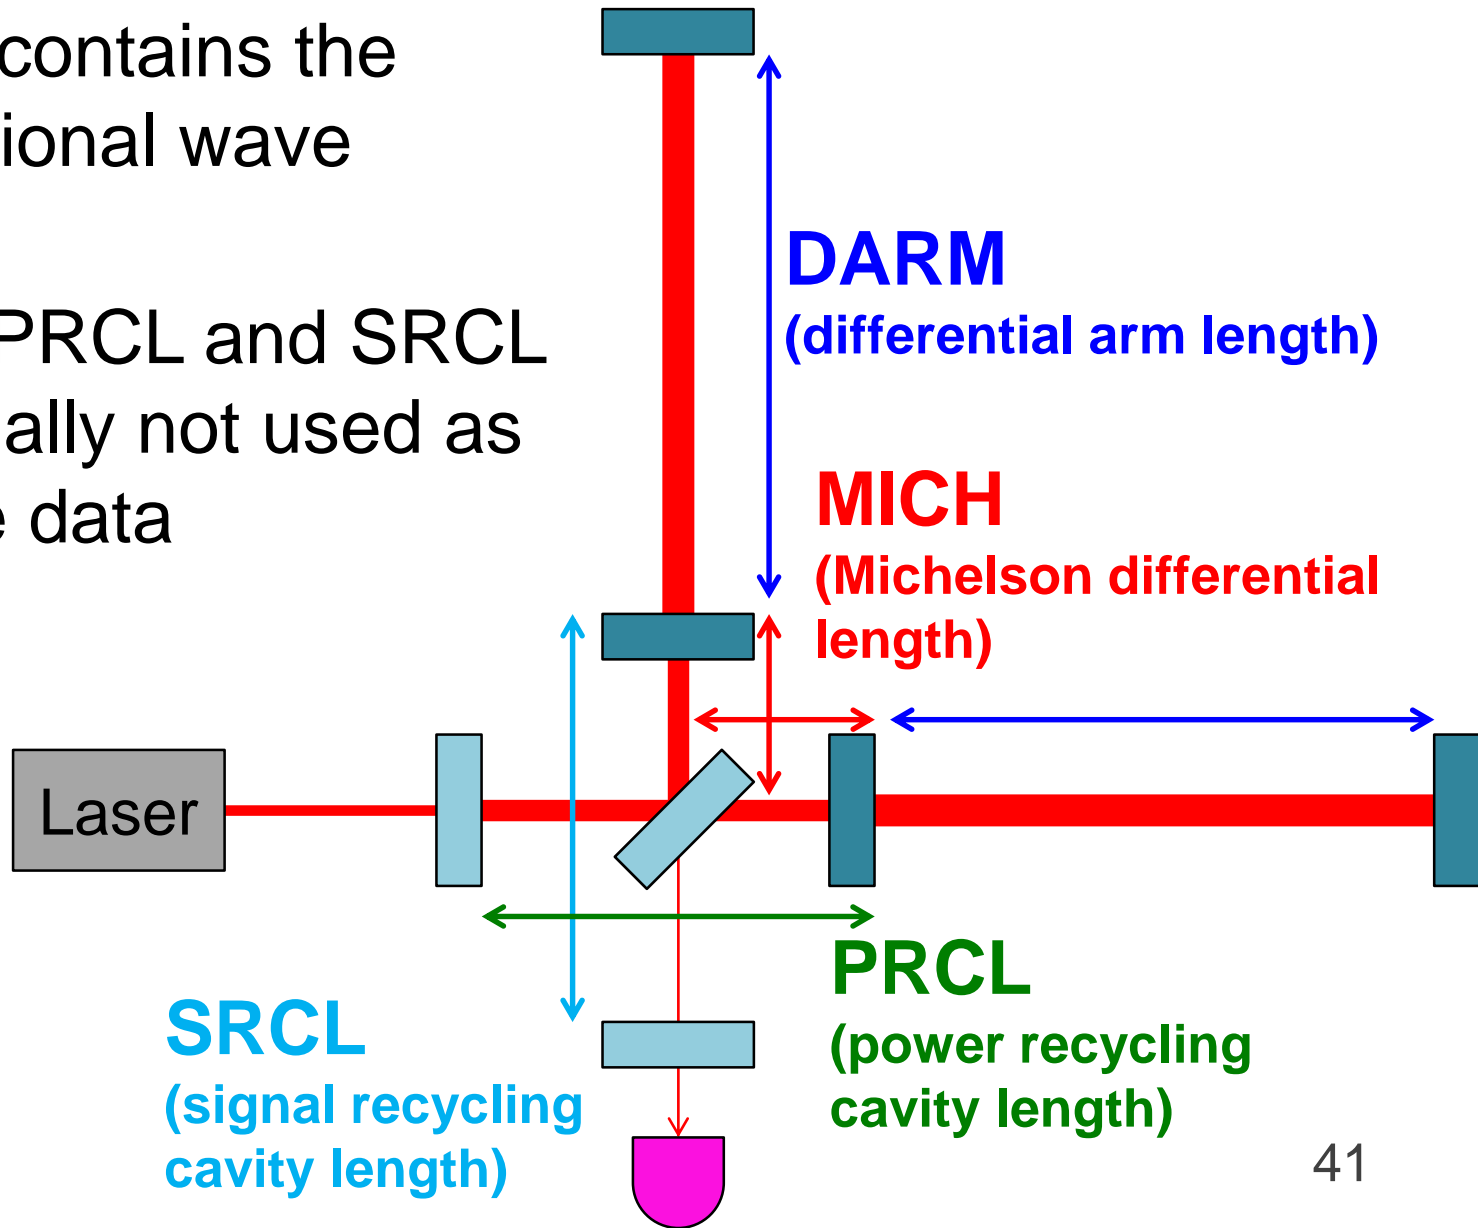 contains the
ional wave
PRCL and SRCL
ally not used as
e data
DARM
(differential arm length)
MICH
(Michelson differential
length)
Laser
PRCL
(power recycling
cavity length)
SRCL
(signal recycling
cavity length)
41